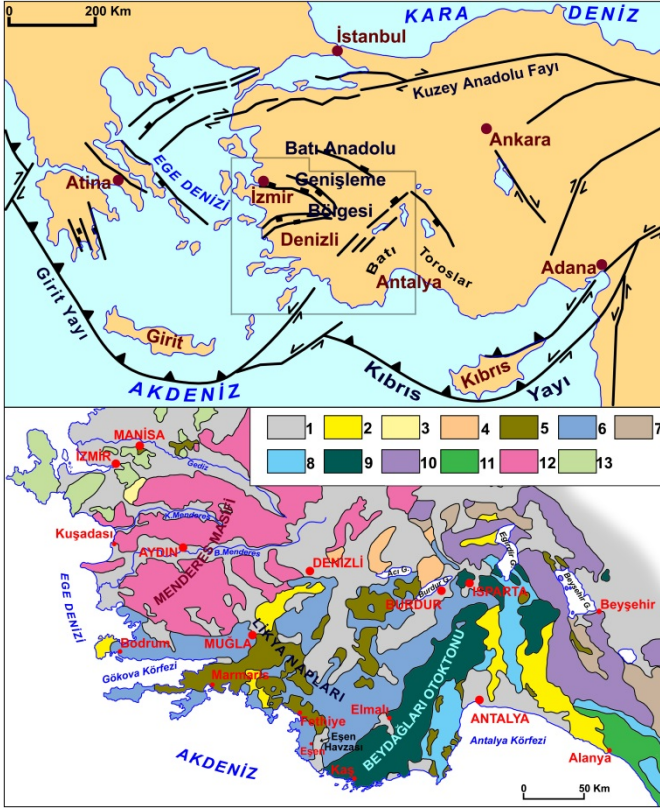 0 200 Km
KARA DENİZ
İstanbul
Kuzey Anadolu Fayı
Ankara
Batı Anadolu
EGE DENİZİ
Atina
Genişleme
İzmir
Bölgesi
Denizli
Batı
Toroslar
Antalya
Adana
Girit Yayı
Girit
Kıbrıs
AKDENİZ
Kıbrıs
Yayı
1 2 3 4 5 6 7
8 9 10 11 12 13
MANİSA
İZMİR
Gediz
K.Menderes
Kuşadası
AYDIN
B.Menderes
MENDERES MASİFİ
DENİZLİ
Acı G.
Burdur G.
BURDUR
ISPARTA
Eğirdir G.
Beyşehir G.
Beyşehir
EGE DENİZİ
Bodrum
MUĞLA
LİKYA NAPLARI
Gökova Körfezi
Marmaris
Elmalı
Fethiye
Eşen
Havzası
Eşen
Kaş
BEYDAĞLARI OTOKTONU
ANTALYA
Antalya Körfezi
Alanya
AKDENİZ
0 50 Km